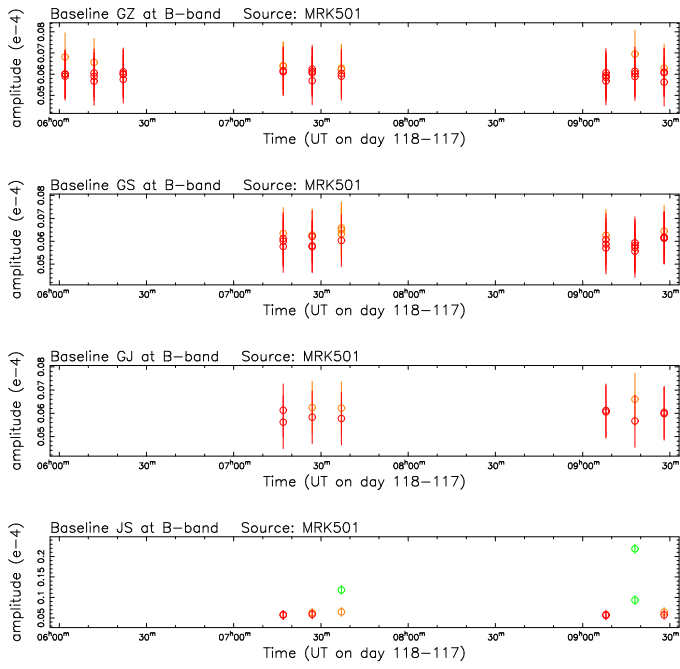 Baseline GZ at B-band Source: MRK501
amplitude (e-4)
0.05 0.06 0.07 0.08
06h00m 30m 07h00m 30m 08h00m 30m 09h00m 30m
Time (UT on day 118-117)
Baseline GS at B-band Source: MRK501
amplitude (e-4)
0.05 0.06 0.07 0.08
06h00m 30m 07h00m 30m 08h00m 30m 09h00m 30m
Time (UT on day 118-117)
Baseline GJ at B-band Source: MRK501
amplitude (e-4)
0.05 0.06 0.07 0.08
06h00m 30m 07h00m 30m 08h00m 30m 09h00m 30m
Time (UT on day 118-117)
Baseline JS at B-band Source: MRK501
amplitude (e-4)
0.05 0.1 0.15 0.2
06h00m 30m 07h00m 30m 08h00m 30m 09h00m 30m
Time (UT on day 118-117)